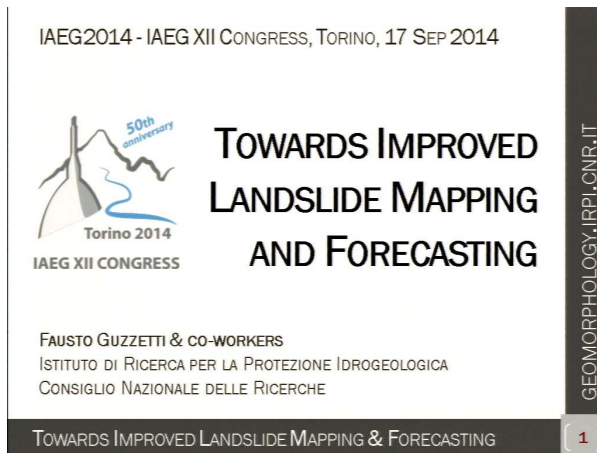 IAEG2014 - IAEG XII CONGRESS, TORINO, 17 SEP 2014
50th
anniversary
Torino 2014
IAEG XII CONGRESS
TOWARDS IMPROVED
LANDSLIDE MAPPING
AND FORECASTING
FAUSTO GUZZETTI & CO-WORKERS
ISTITUTO DI RICERCA PER LA PROTEZIONE IDROGEOLOGICA
CONSIGLIO NAZIONALE DELLE RICERCHE
GEOMORPHOLOGY.IRPI.CNR.IT
TOWARDS IMPROVED LANDSLIDE MAPPING & FORECASTING
1